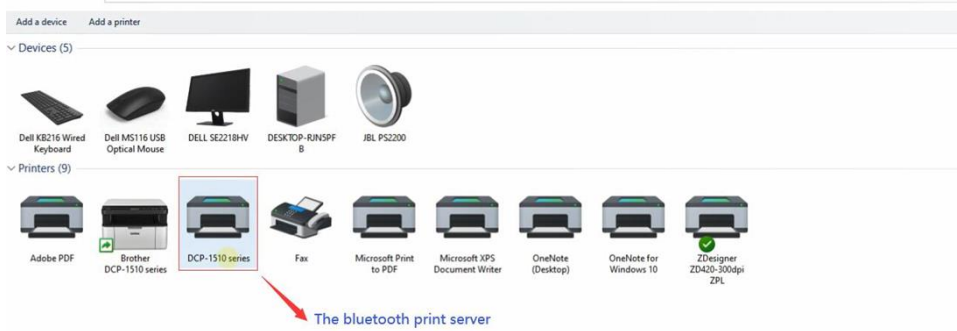 Add a device Add a printer
Devices (5)
Dell KB216 Wired
Keyboard
Dell MS116 USB
Optical Mouse
DELL SE2218HV
DESKTOP-RJN5PF
B
JBL PS2200
Printers (9)
Adobe PDF
Brother
DCP-1510 series
DCP-1510 series
Fax
Microsoft Print
to PDF
Microsoft XPS
Document Writer
OneNote
(Desktop)
OneNote for
Windows 10
ZDesigner
ZD420-300dpi
ZPL
The bluetooth print server